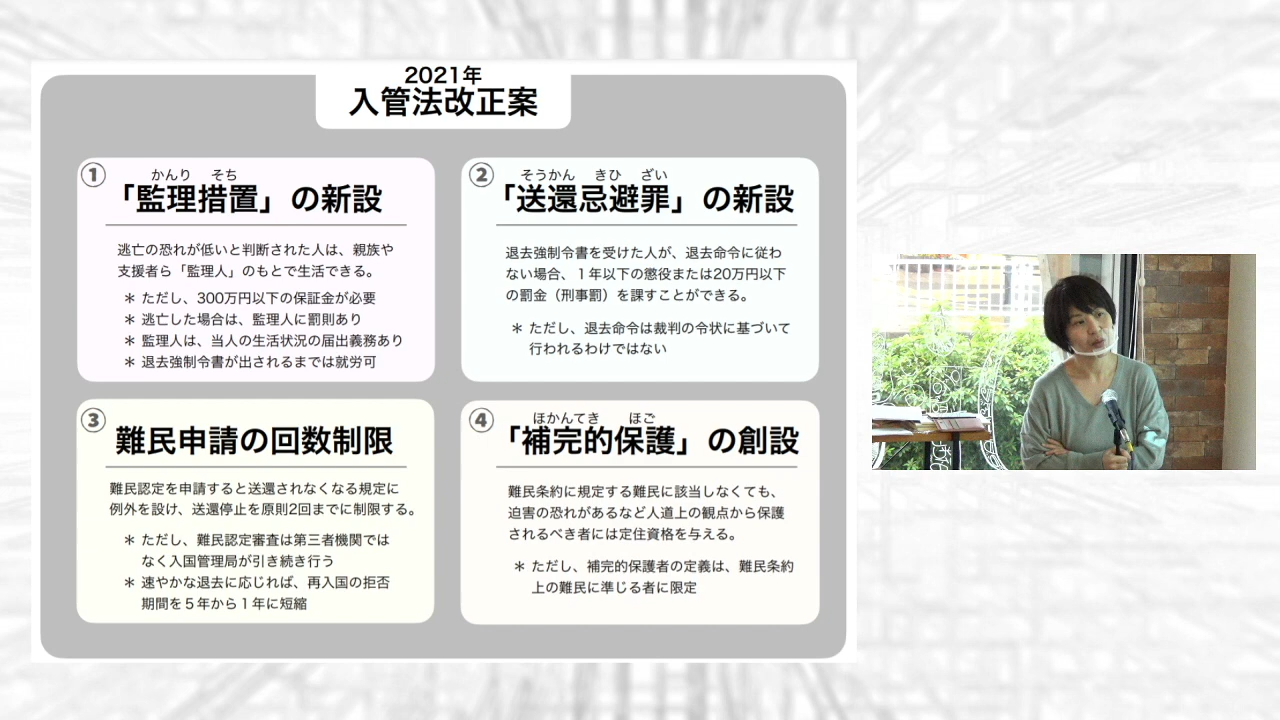 2021年
入管法改正案
①
かんり そち
「監理措置」の新設
逃亡の恐れが低いと判断された人は、親族や
支援者ら「監理人」のもとで生活できる。
＊ ただし、300万円以下の保証金が必要
＊ 逃亡した場合は、監理人に罰則あり
＊ 監理人は、当人の生活状況の届出義務あり
＊ 退去強制令書が出されるまでは就労可
②
そうかん きひ ざい
「送還忌避罪」の新設
退去強制令書を受けた人が、退去命令に従わ
ない場合、１年以下の懲役または20万円以下
の罰金（刑事罰）を課すことができる。
＊ ただし、退去命令は裁判の令状に基づいて
行われるわけではない
③
難民申請の回数制限
難民認定を申請すると送還されなくなる規定に
例外を設け、送還停止を原則2回までに制限する。
＊ ただし、難民認定審査は第三者機関では
なく入国管理局が引き続き行う
＊ 速やかな退去に応じれば、再入国の拒否
期間を５年から１年に短縮
④
ほかんてき ほご
「補完的保護」の創設
難民条約に規定する難民に該当しなくても、
迫害の恐れがあるなど人道上の観点から保護
されるべき者には定住資格を与える。
＊ ただし、補完的保護者の定義は、難民条約
上の難民に準じる者に限定